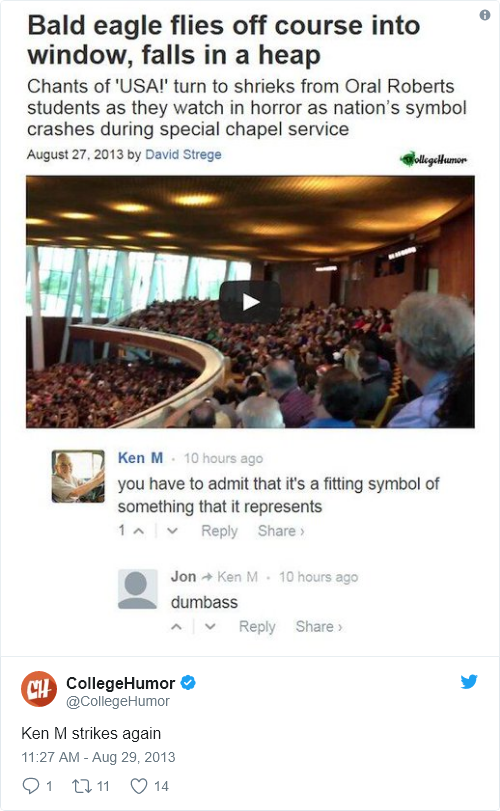 Bald eagle flies off course into
window, falls in a heap
Chants of 'USA!' turn to shrieks from Oral Roberts
students as they watch in horror as nation's symbol
crashes during special chapel service
August 27, 2013 by David Strege
CollegeHumor
Ken M · 10 hours ago
you have to admit that it's a fitting symbol of
something that it represents
1 Reply Share ›
Jon → Ken M · 10 hours ago
dumbass
Reply Share ›
CH
CollegeHumor
@CollegeHumor
Ken M strikes again
11:27 AM - Aug 29, 2013
1 11 14